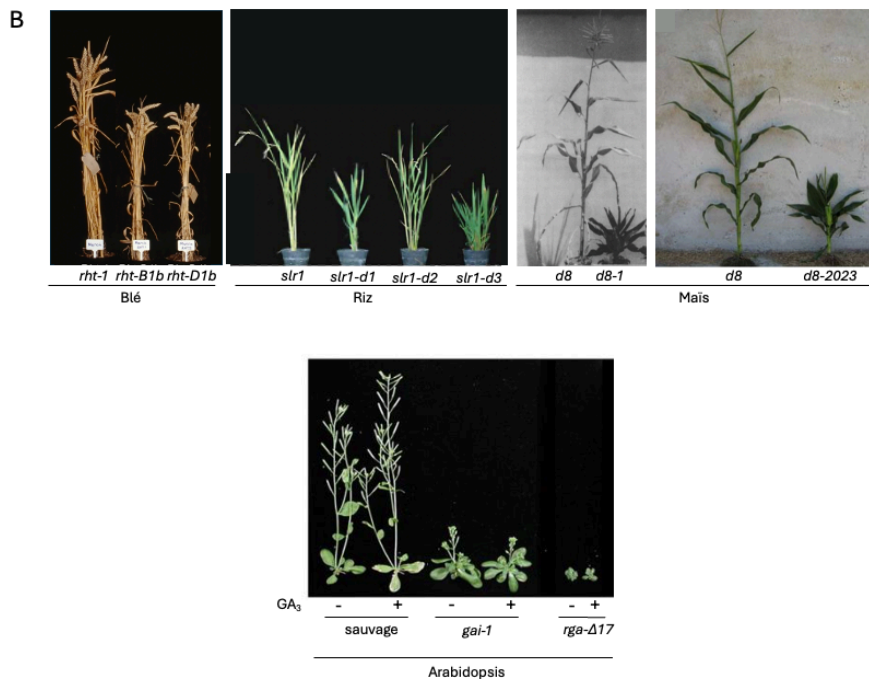 B
rht-1 rht-B1b rht-D1b
slr1 slr1-d1 slr1-d2 slr1-d3
d8 d8-1
d8 d8-2023
Blé Riz Maïs
GA₃ - + - + - +
sauvage gai-1 rga-Δ17
Arabidopsis